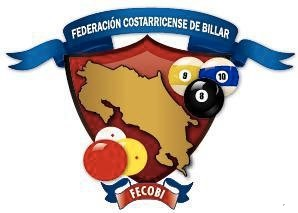 FEDERACIÓN COSTARRICENSE DE BILLAR
9
10
8
FECOBI